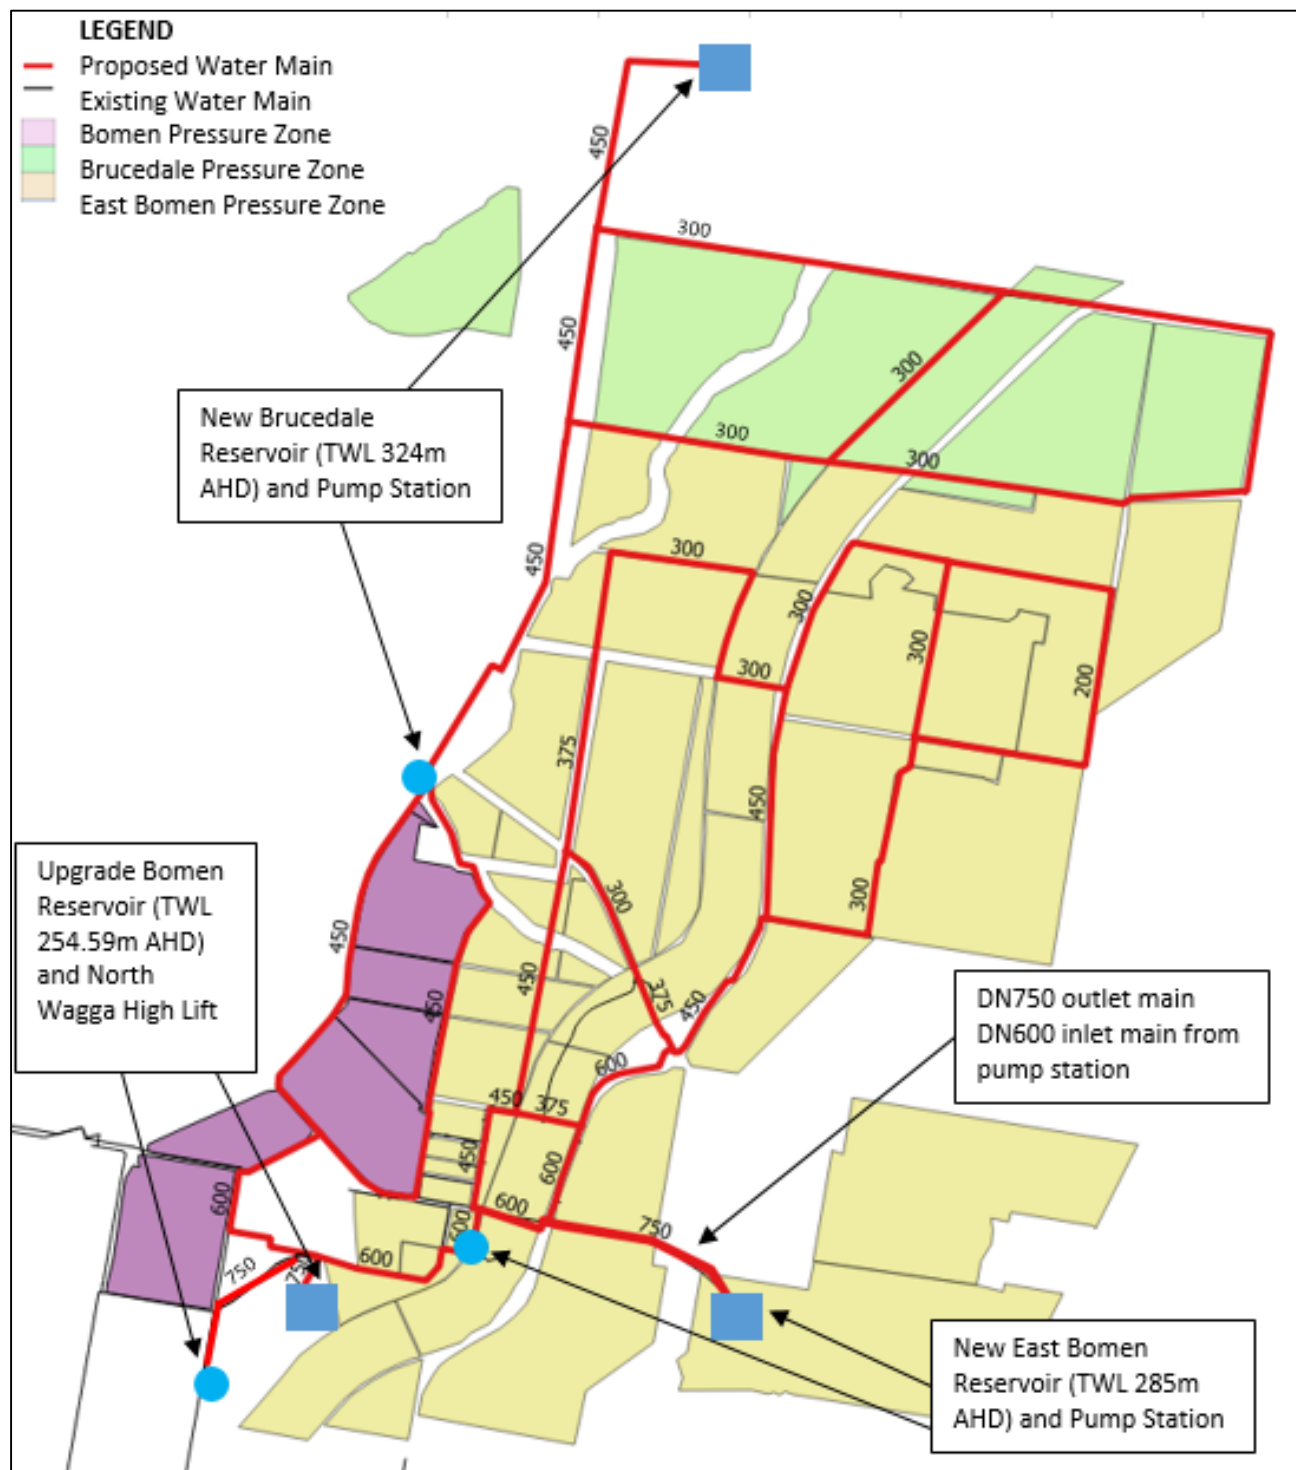 LEGEND
Proposed Water Main
Existing Water Main
Bomen Pressure Zone
Brucedale Pressure Zone
East Bomen Pressure Zone
450
300
450
300
New Brucedale
Reservoir (TWL 324m
AHD) and Pump Station
300
300
450
300
300
300
300
200
375
450
Upgrade Bomen
Reservoir (TWL
254.59m AHD)
and North
Wagga High Lift
300
300
450
450
450
375
450
DN750 outlet main
DN600 inlet main from
pump station
600
450
375
450
600
600
600
600
750
750
750
600
New East Bomen
Reservoir (TWL 285m
AHD) and Pump Station